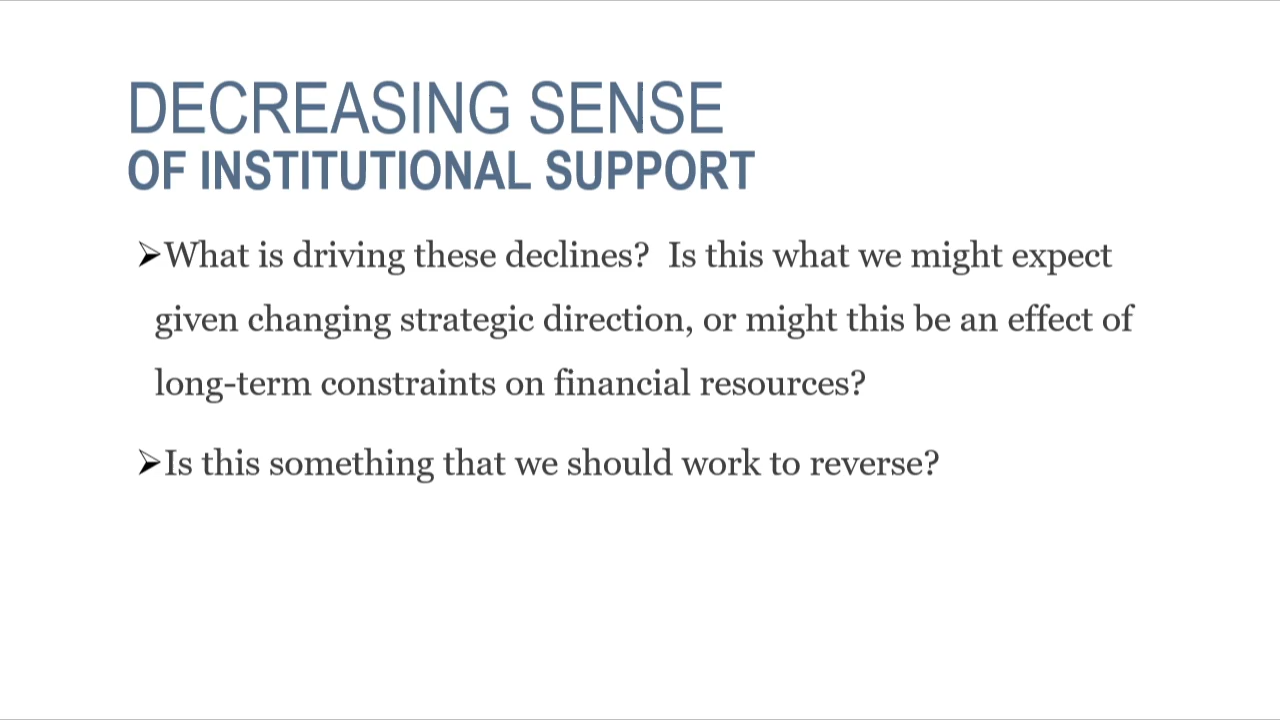 DECREASING SENSE
OF INSTITUTIONAL SUPPORT
➢What is driving these declines?  Is this what we might expect
given changing strategic direction, or might this be an effect of
long-term constraints on financial resources?
➢Is this something that we should work to reverse?